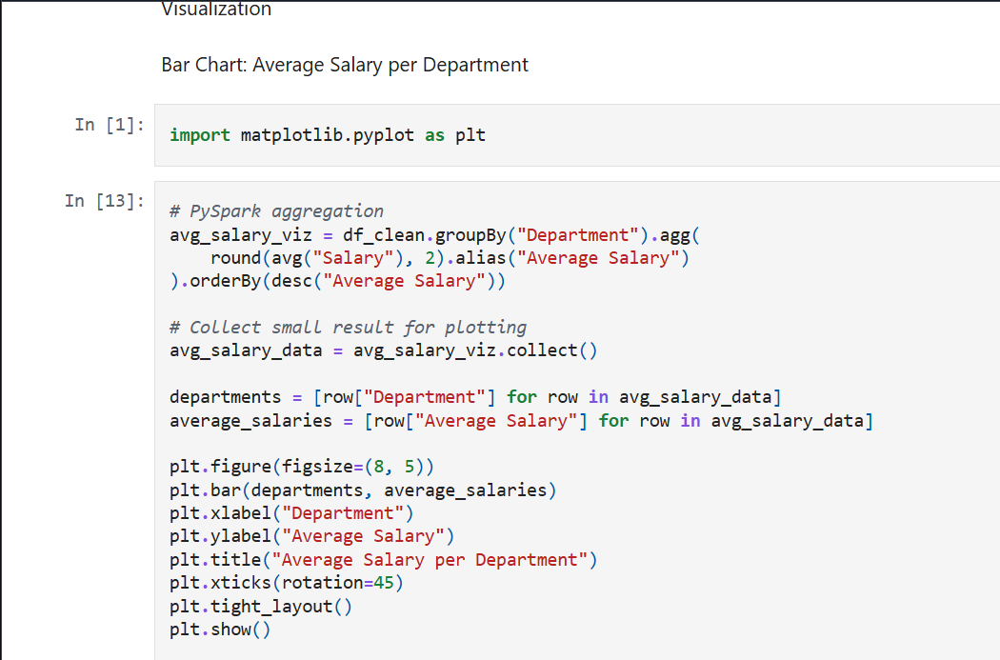 Visualization
Bar Chart: Average Salary per Department
In [1]:
import matplotlib.pyplot as plt
In [13]:
# PySpark aggregation
avg_salary_viz = df_clean.groupBy("Department").agg(
    round(avg("Salary"), 2).alias("Average Salary")
).orderBy(desc("Average Salary"))
# Collect small result for plotting
avg_salary_data = avg_salary_viz.collect()
departments = [row["Department"] for row in avg_salary_data]
average_salaries = [row["Average Salary"] for row in avg_salary_data]
plt.figure(figsize=(8, 5))
plt.bar(departments, average_salaries)
plt.xlabel("Department")
plt.ylabel("Average Salary")
plt.title("Average Salary per Department")
plt.xticks(rotation=45)
plt.tight_layout()
plt.show()